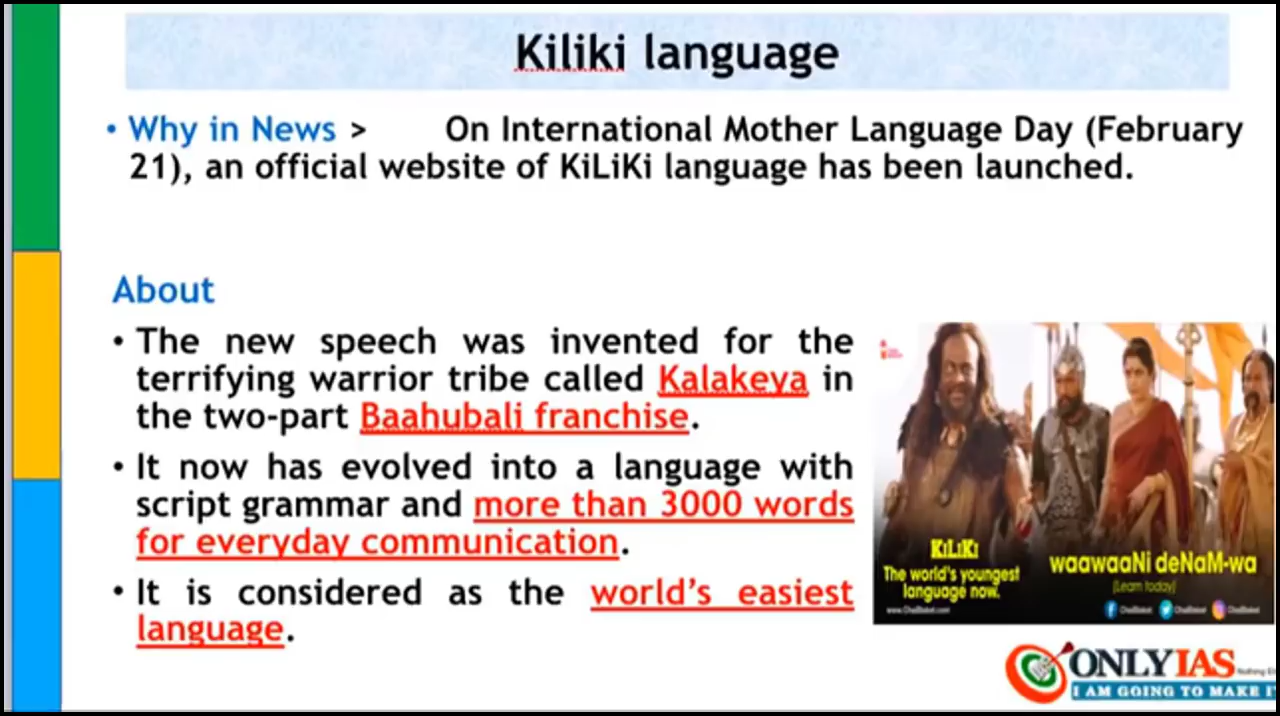 Kiliki language
• Why in News > On International Mother Language Day (February
21), an official website of KiLiKi language has been launched.
About
• The new speech was invented for the
terrifying warrior tribe called Kalakeya in
the two-part Baahubali franchise.
• It now has evolved into a language with
script grammar and more than 3000 words
for everyday communication.
• It is considered as the world's easiest
language.
KiLiKi
The world's youngest
language now.
waawaaNi deNaM-wa
(Learn today)
ONLYIAS
I AM GOING TO MAKE I